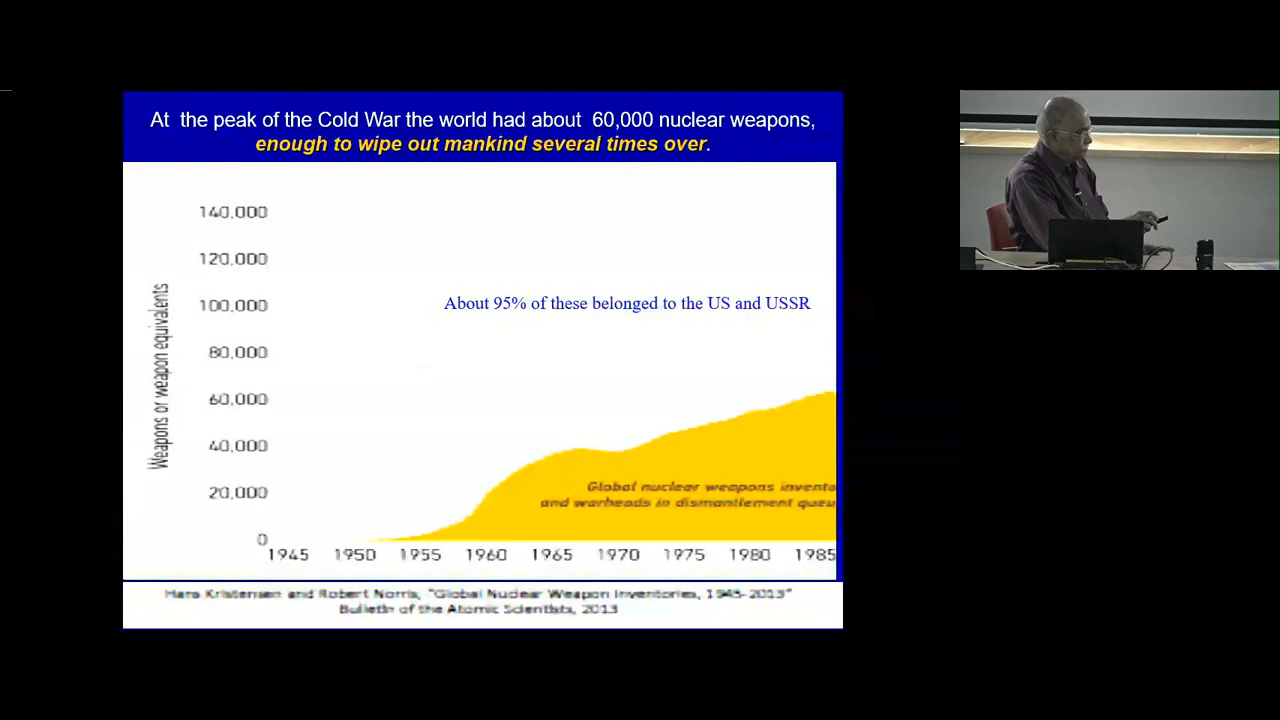 At the peak of the Cold War the world had about 60,000 nuclear weapons,
enough to wipe out mankind several times over.
140,000
120,000
100,000
80,000
60,000
40,000
20,000
0
Weapons or weapon equivalents
About 95% of these belonged to the US and USSR
Global nuclear weapons invento
and warheads in dismantlement queu
1945 1950 1955 1960 1965 1970 1975 1980 1985
Hans Kristensen and Robert Norris, "Global Nuclear Weapon Inventories, 1945-2013"
Bulletin of the Atomic Scientists, 2013